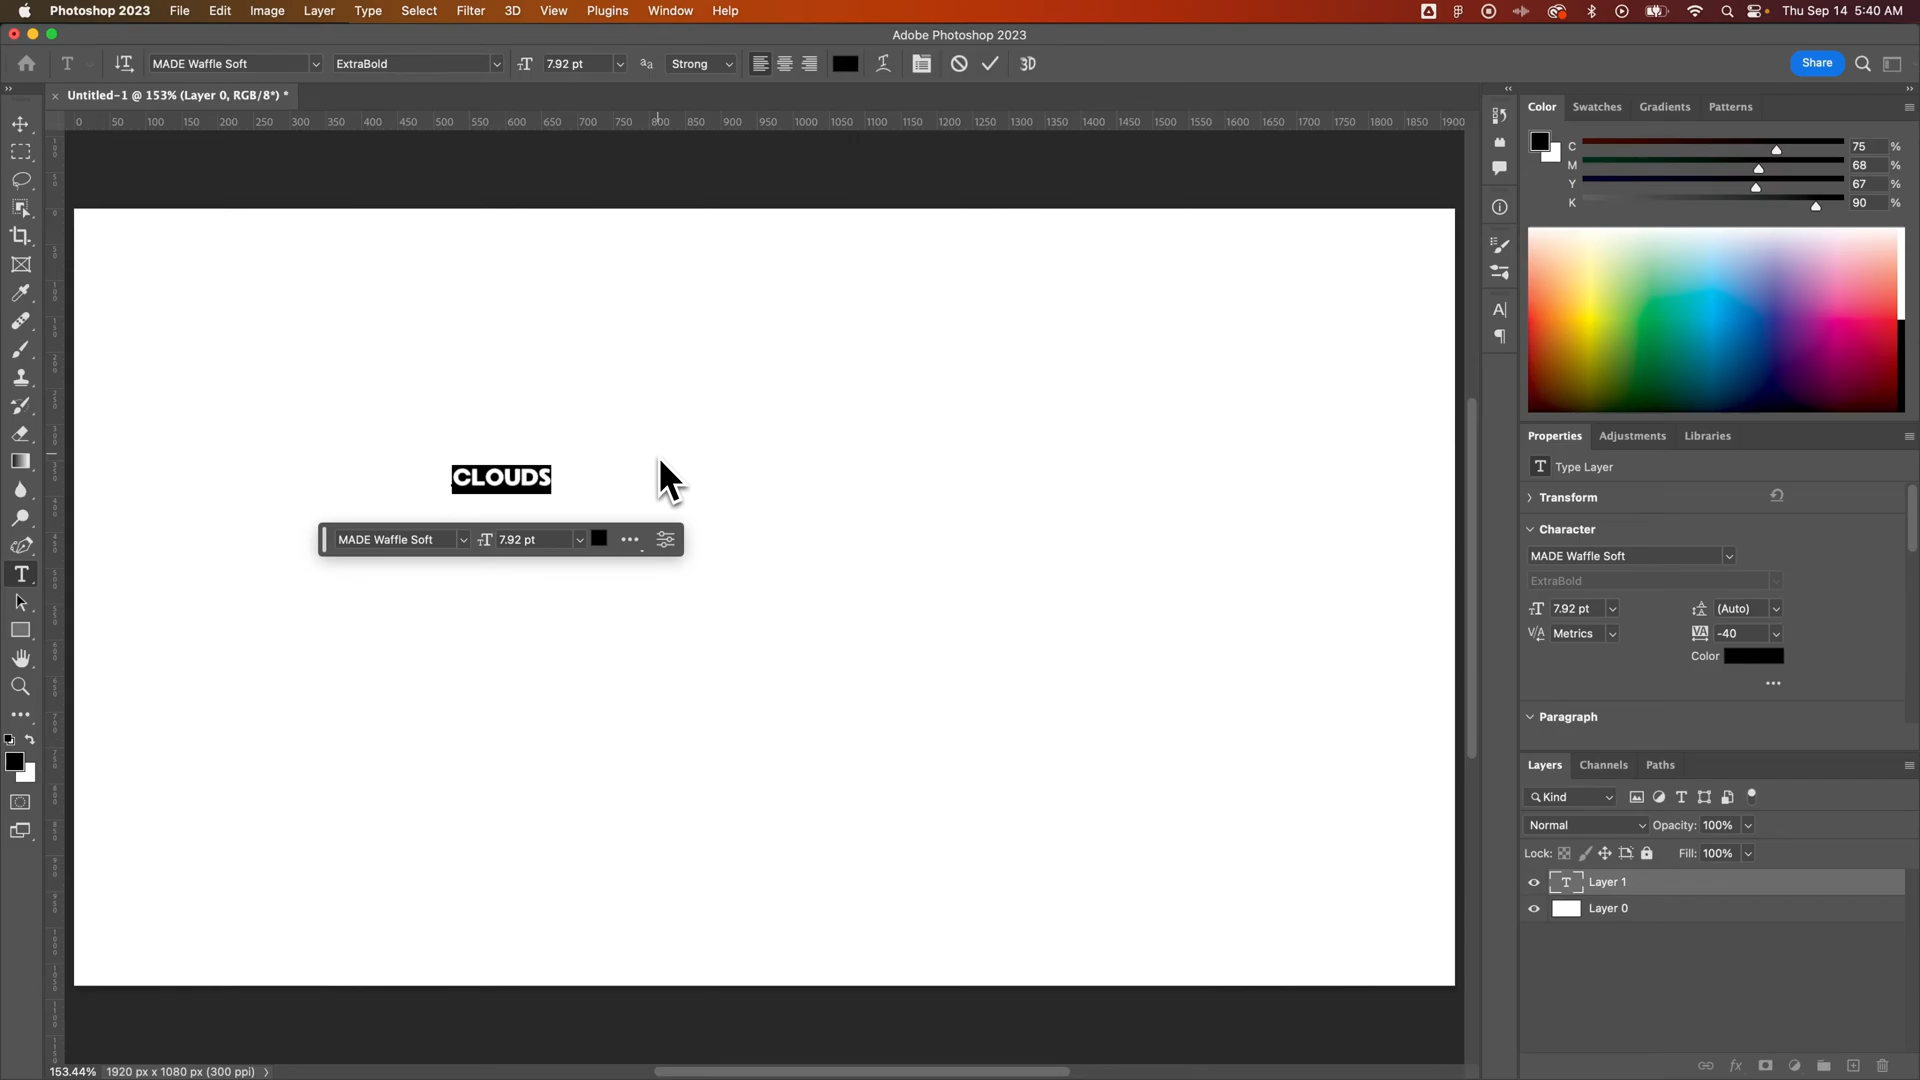 Photoshop 2023 File Edit Image Layer Type Select Filter 3D View Plugins Window Help Thu Sep 14 5:40 AM
Adobe Photoshop 2023
MADE Waffle Soft ExtraBold 7.92 pt Strong 3D Share
Untitled-1 @ 153% (Layer 0, RGB/8*) *
0 50 100 150 200 250 300 350 400 450 500 550 600 650 700 750 800 850 900 950 1000 1050 1100 1150 1200 1250 1300 1350 1400 1450 1500 1550 1600 1650 1700 1750 1800 1850 1900
Color Swatches Gradients Patterns
C 75 %
M 68 %
Y 67 %
K 90 %
CLOUDS
MADE Waffle Soft 7.92 pt
Properties Adjustments Libraries
Type Layer
Transform
Character
MADE Waffle Soft
ExtraBold
7.92 pt (Auto)
Metrics -40
Color
Paragraph
Layers Channels Paths
Kind
Normal Opacity: 100%
Lock: Fill: 100%
Layer 1
Layer 0
153.44% 1920 px x 1080 px (300 ppi)